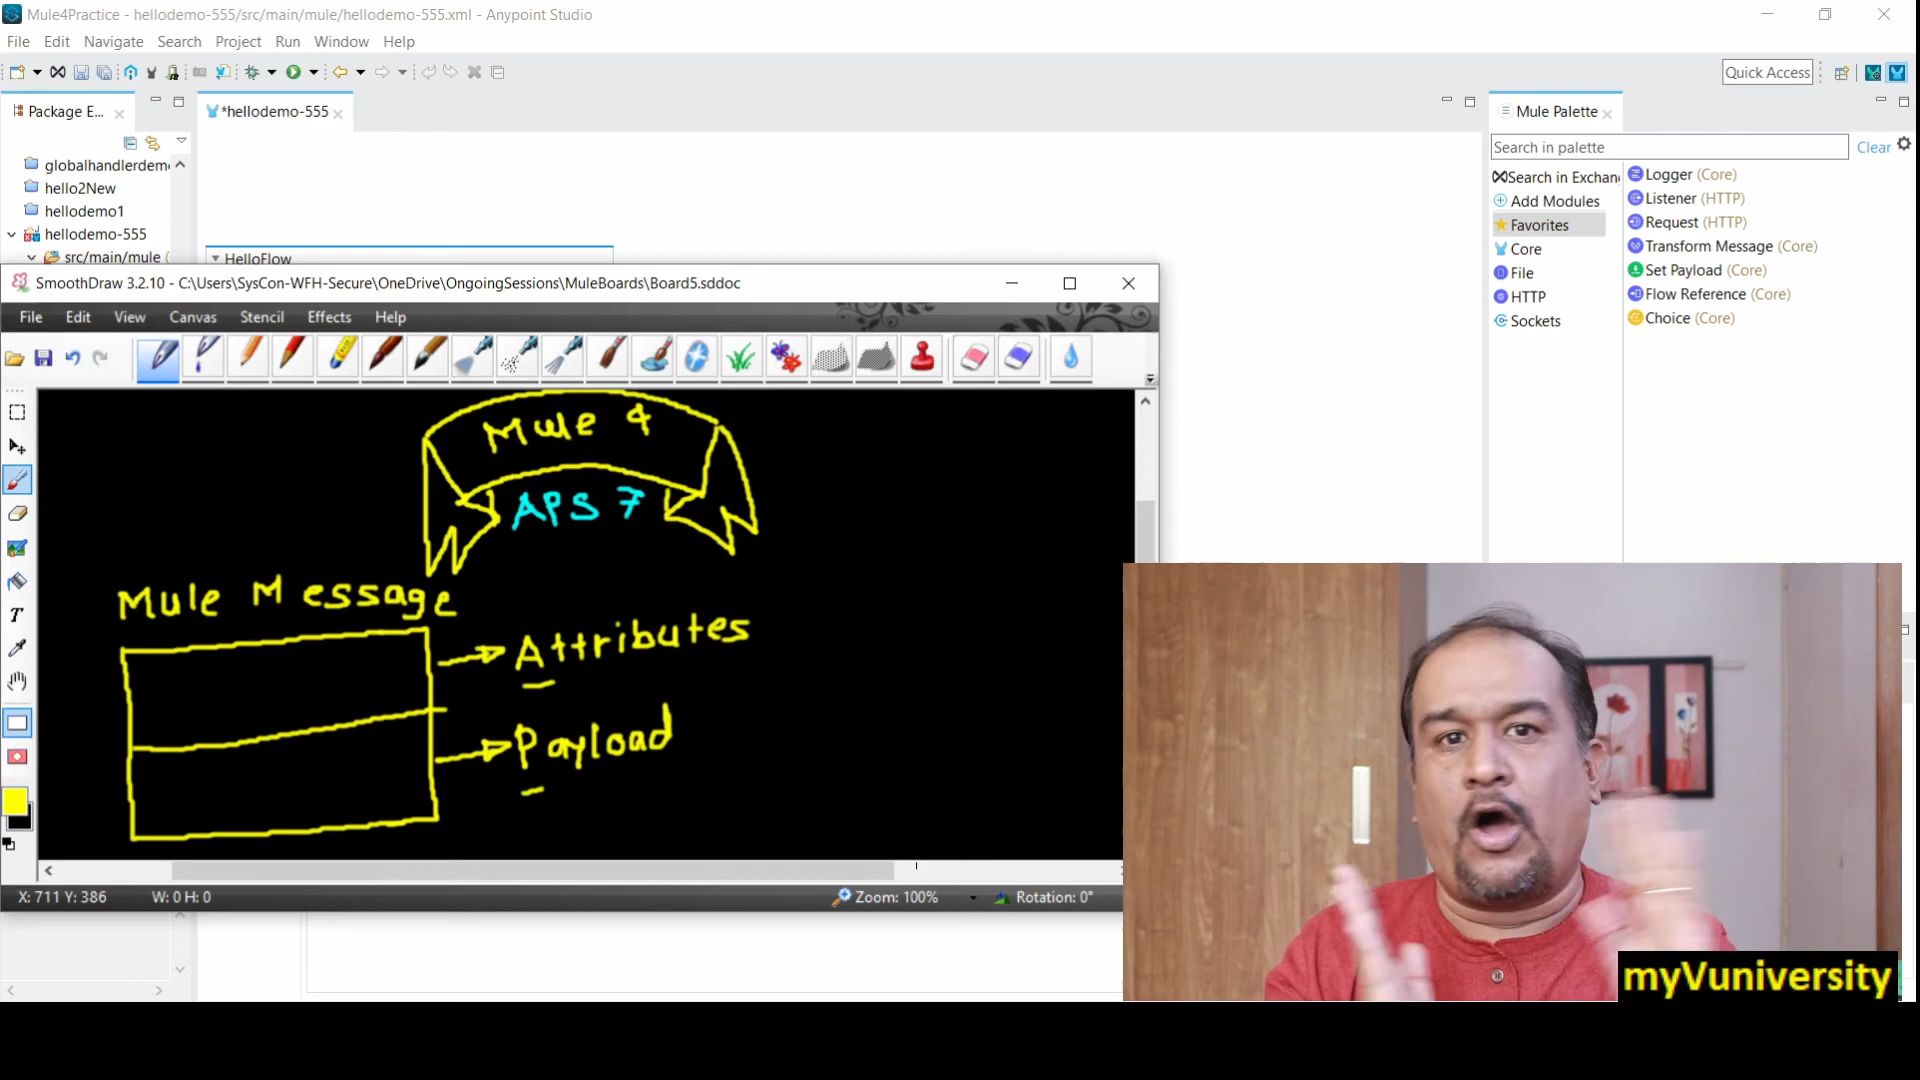 Mule4Practice - hellodemo-555/src/main/mule/hellodemo-555.xml - Anypoint Studio
File Edit Navigate Search Project Run Window Help
Quick Access
Package E...
*hellodemo-555
Mule Palette
Search in palette
Clear
globalhandlerdem
hello2New
hellodemo1
hellodemo-555
src/main/mule (
HelloFlow
Search in Exchan
Add Modules
Favorites
Core
File
HTTP
Sockets
Logger (Core)
Listener (HTTP)
Request (HTTP)
Transform Message (Core)
Set Payload (Core)
Flow Reference (Core)
Choice (Core)
SmoothDraw 3.2.10 - C:\Users\SysCon-WFH-Secure\OneDrive\OngoingSessions\MuleBoards\Board5.sddoc
File Edit View Canvas Stencil Effects Help
Mule 4
APS 7
Mule Message
Attributes
Payload
X: 711 Y: 386 W: 0 H: 0 Zoom: 100% Rotation: 0°
myVuniversity